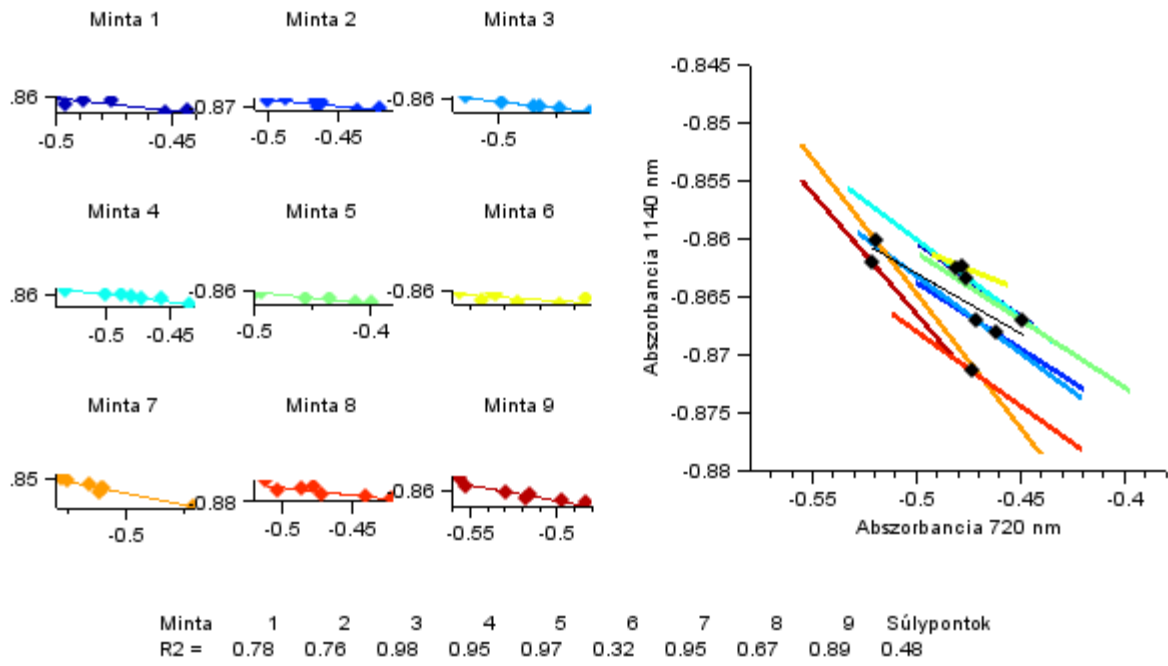 Minta 1 Minta 2 Minta 3
.86 0.87 -0.86
-0.5 -0.45 -0.5 -0.45 -0.5
Minta 4 Minta 5 Minta 6
.86 .86 .86
-0.5 -0.45 -0.5 -0.4
Minta 7 Minta 8 Minta 9
.85 -0.88 -0.86
-0.5 -0.5 -0.45 -0.55 -0.5
Abszorbancia 1140 nm
-0.845
-0.85
-0.855
-0.86
-0.865
-0.87
-0.875
-0.88
-0.55 -0.5 -0.45 -0.4
Abszorbancia 720 nm
Minta 1 2 3 4 5 6 7 8 9 Súlypontok
R2 = 0.78 0.76 0.98 0.95 0.97 0.32 0.95 0.67 0.89 0.48